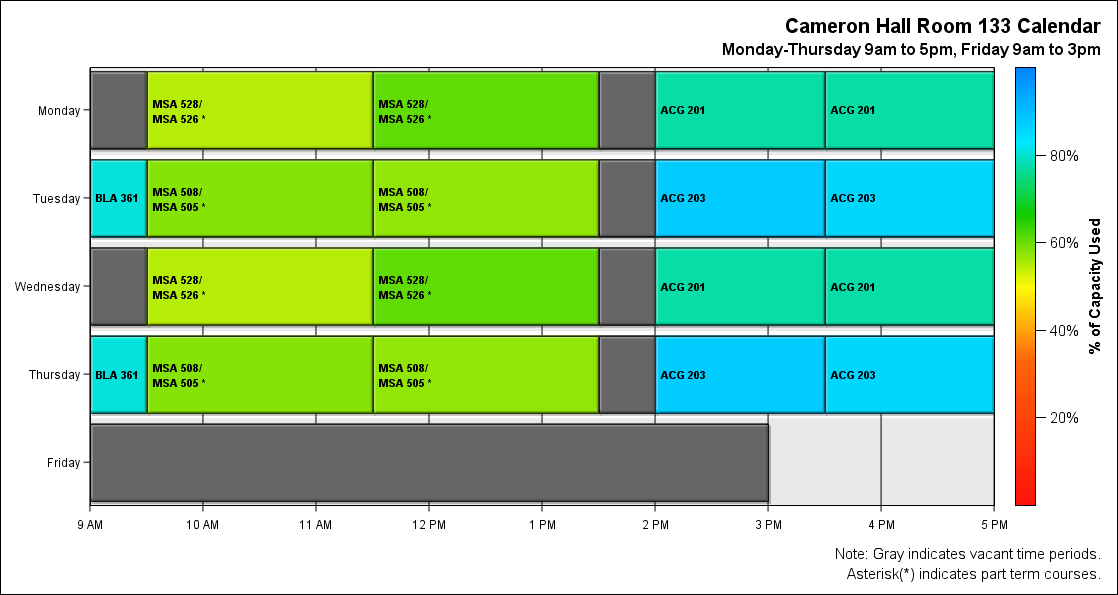 Cameron Hall Room 133 Calendar
Monday-Thursday 9am to 5pm, Friday 9am to 3pm
Monday
MSA 528/
MSA 526 *
MSA 528/
MSA 526 *
ACG 201
ACG 201
Tuesday
BLA 361
MSA 508/
MSA 505 *
MSA 508/
MSA 505 *
ACG 203
ACG 203
Wednesday
MSA 528/
MSA 526 *
MSA 528/
MSA 526 *
ACG 201
ACG 201
Thursday
BLA 361
MSA 508/
MSA 505 *
MSA 508/
MSA 505 *
ACG 203
ACG 203
Friday
9 AM 10 AM 11 AM 12 PM 1 PM 2 PM 3 PM 4 PM 5 PM
80%
60%
40%
20%
% of Capacity Used
Note: Gray indicates vacant time periods.
Asterisk(*) indicates part term courses.